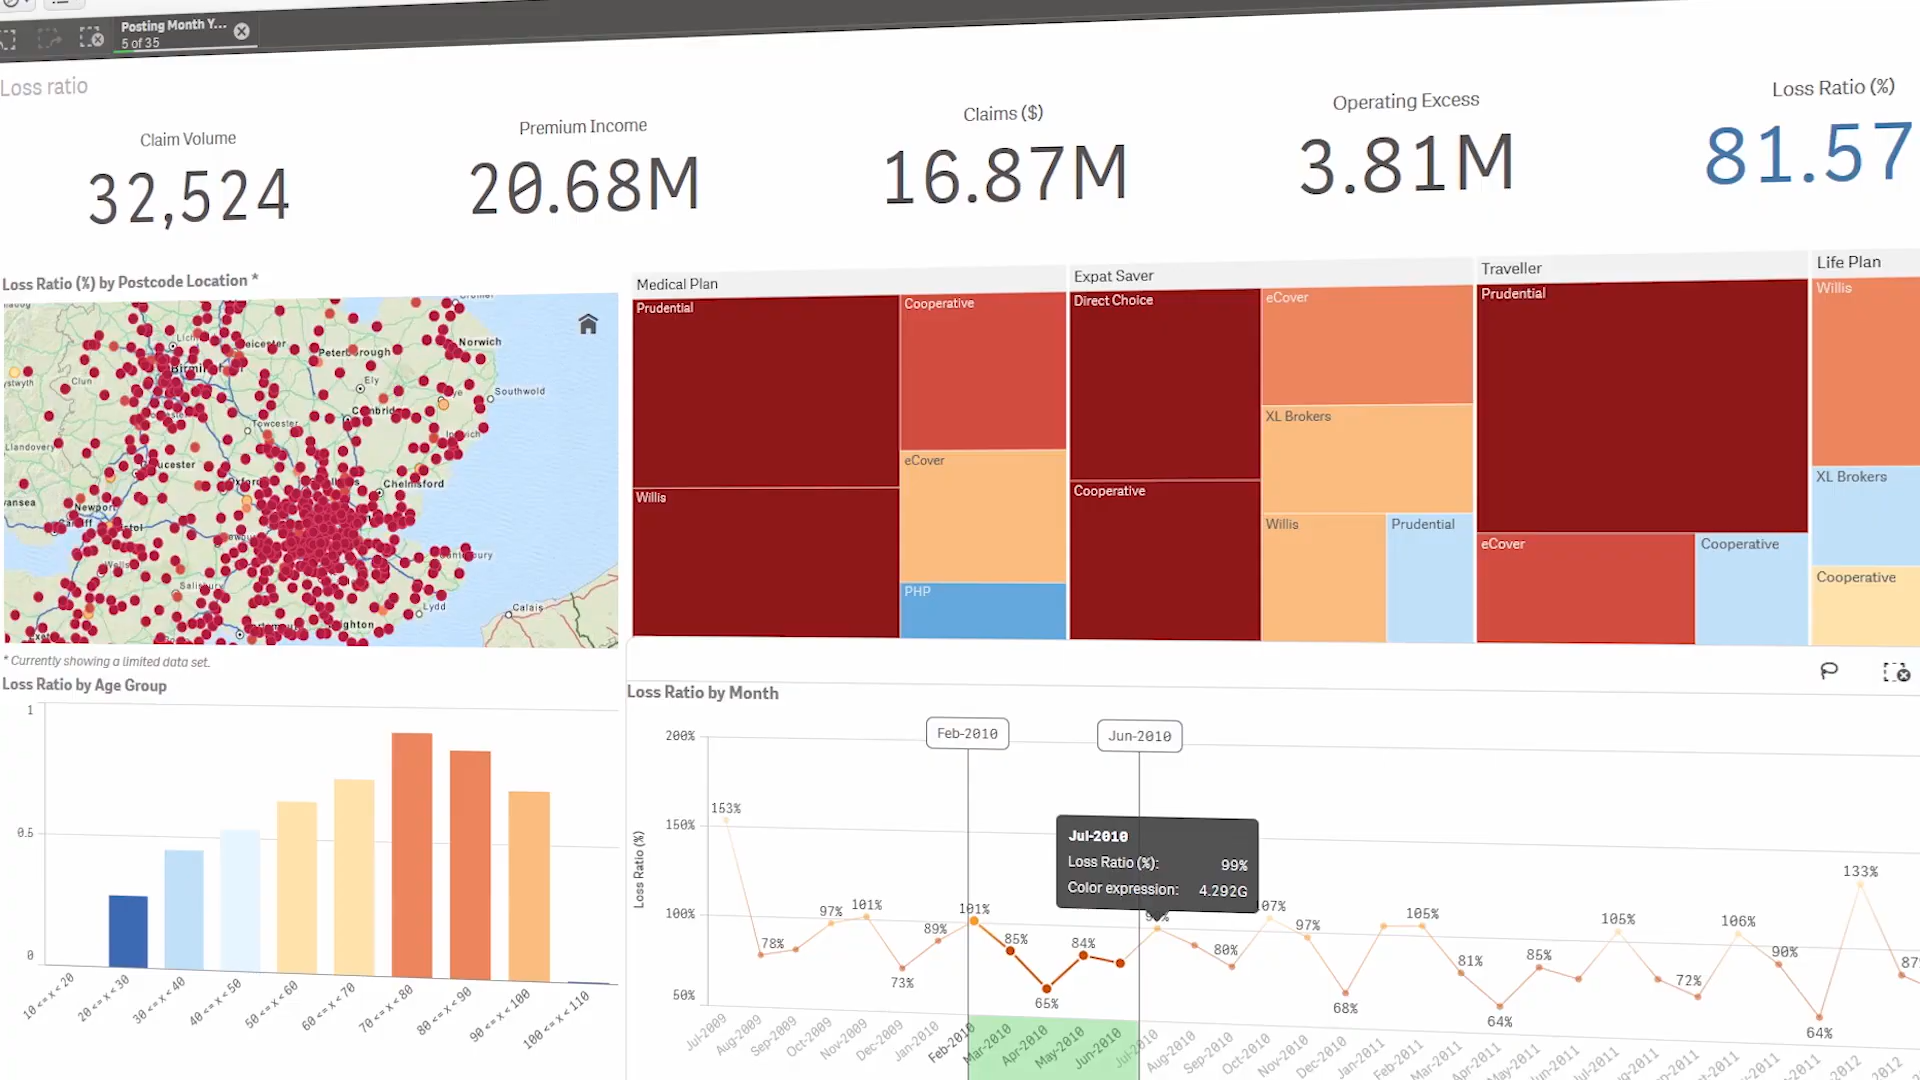 Posting Month Y...
5 of 35
Loss ratio
Claim Volume
32,524
Premium Income
20.68M
Claims ($)
16.87M
Operating Excess
3.81M
Loss Ratio (%)
81.57
Loss Ratio (%) by Postcode Location *
Norwich
Peterborough
Southwold
Ely
Clun
Towcester
Llandovery
Chelmsford
Newport
Calais
Lydd
* Currently showing a limited data set.
Medical Plan
Prudential
Cooperative
Willis
eCover
PHP
Expat Saver
Direct Choice
eCover
XL Brokers
Cooperative
Willis
Prudential
Traveller
Prudential
eCover
Cooperative
Life Plan
Willis
XL Brokers
Cooperative
Loss Ratio by Age Group
1
0.5
0
10 <= x < 20
20 <= x < 30
30 <= x < 40
40 <= x < 50
50 <= x < 60
60 <= x < 70
70 <= x < 80
80 <= x < 90
90 <= x < 100
100 <= x < 110
Loss Ratio by Month
Feb-2010
Jun-2010
Loss Ratio (%)
200%
150%
100%
50%
153%
78%
97%
101%
73%
89%
101%
85%
65%
84%
Jul-2010
Loss Ratio (%): 99%
Color expression: 4.292G
80%
97%
68%
105%
81%
64%
85%
105%
72%
106%
90%
64%
133%
Jul-2009
Aug-2009
Sep-2009
Oct-2009
Nov-2009
Dec-2009
Jan-2010
Feb-2010
Mar-2010
Apr-2010
May-2010
Jun-2010
Jul-2010
Aug-2010
Sep-2010
Oct-2010
Nov-2010
Dec-2010
Jan-2011
Feb-2011
Mar-2011
Apr-2011
May-2011